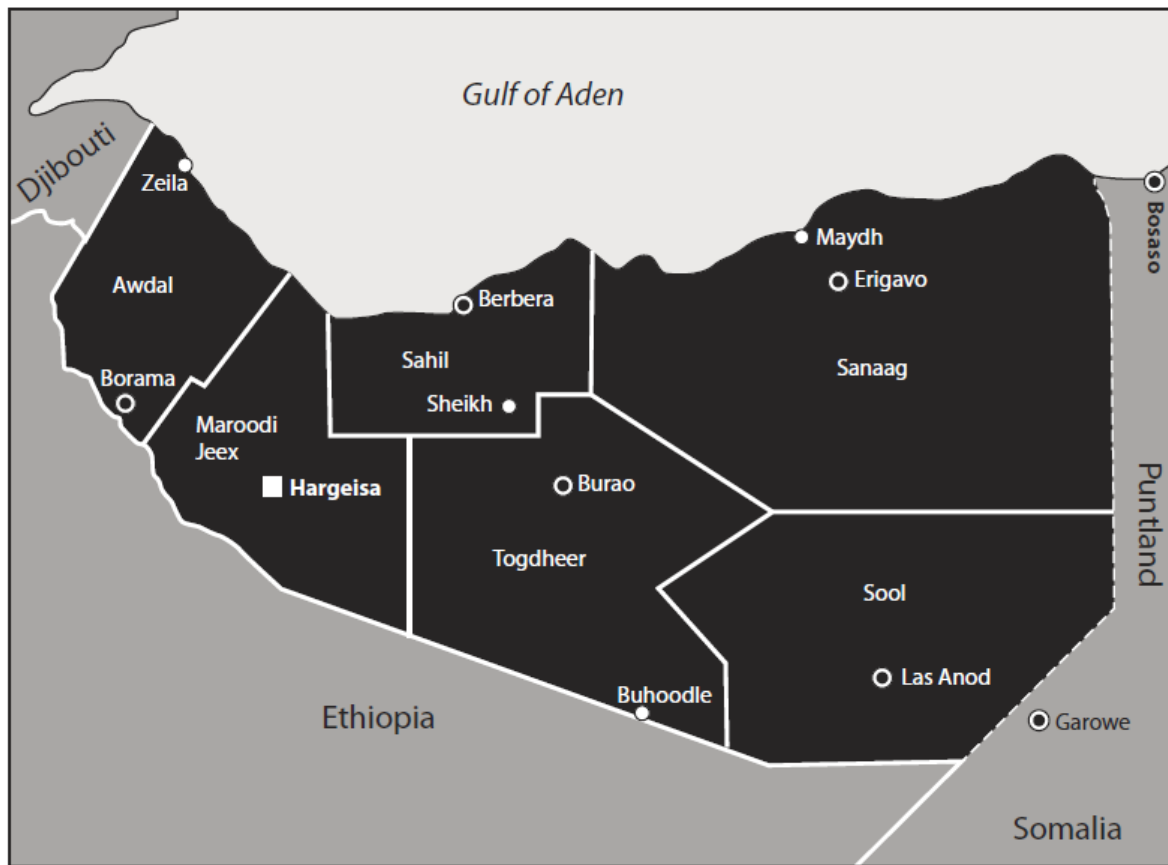 Gulf of Aden
Djibouti
Zeila
Bosaso
Maydh
Awdal
Erigavo
Berbera
Sahil
Sanaag
Borama
Sheikh
Maroodi
Jeex
Hargeisa
Burao
Puntland
Togdheer
Sool
Las Anod
Buhoodle
Ethiopia
Garowe
Somalia